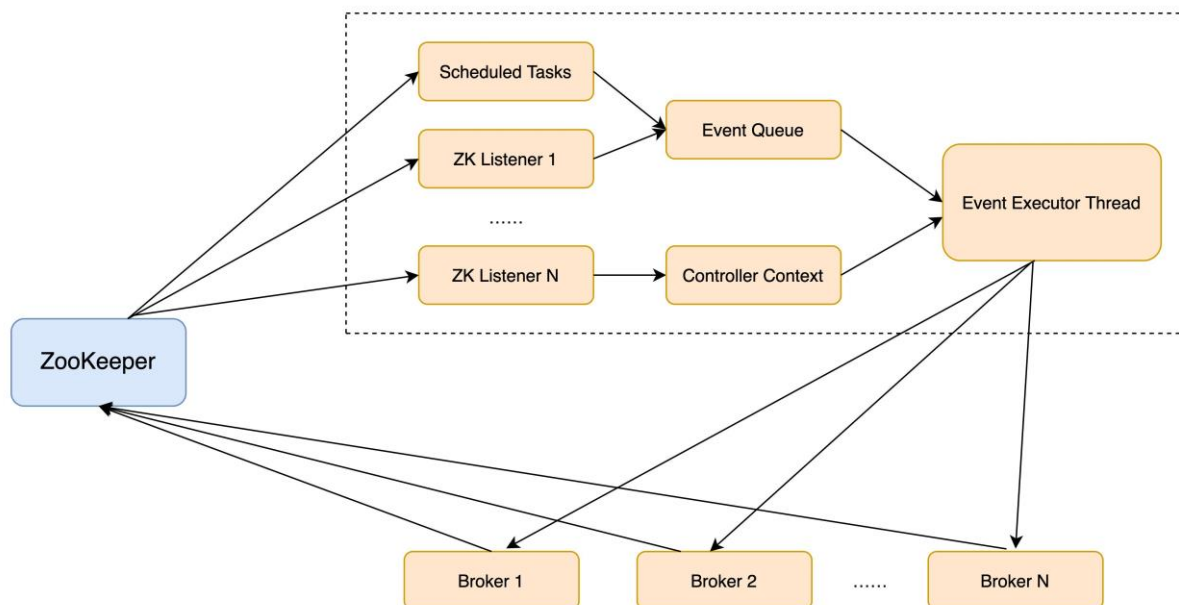 Scheduled Tasks
Event Queue
ZK Listener 1
Event Executor Thread
......
ZK Listener N
Controller Context
ZooKeeper
Broker 1
Broker 2
......
Broker N